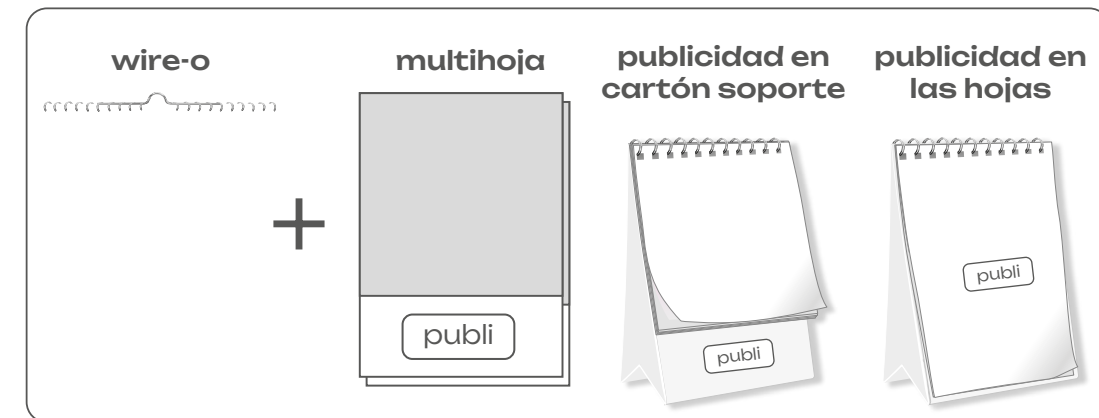 wire-o
+
multihoja
publi
publicidad en
cartón soporte
publi
publicidad en
las hojas
publi